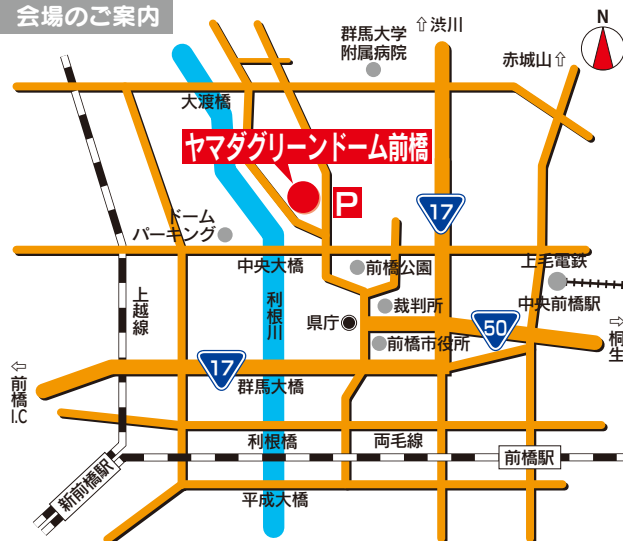 会場のご案内
⇧渋川
N
群馬大学
附属病院
赤城山⇧
大渡橋
ヤマダグリーンドーム前橋
P
17
ドーム
パーキング
上毛電鉄
中央大橋
前橋公園
中央前橋駅
上越線
利根川
裁判所
県庁
50
⇨桐生
前橋市役所
17
⇦前橋I.C
群馬大橋
利根橋
両毛線
前橋駅
新前橋駅
平成大橋